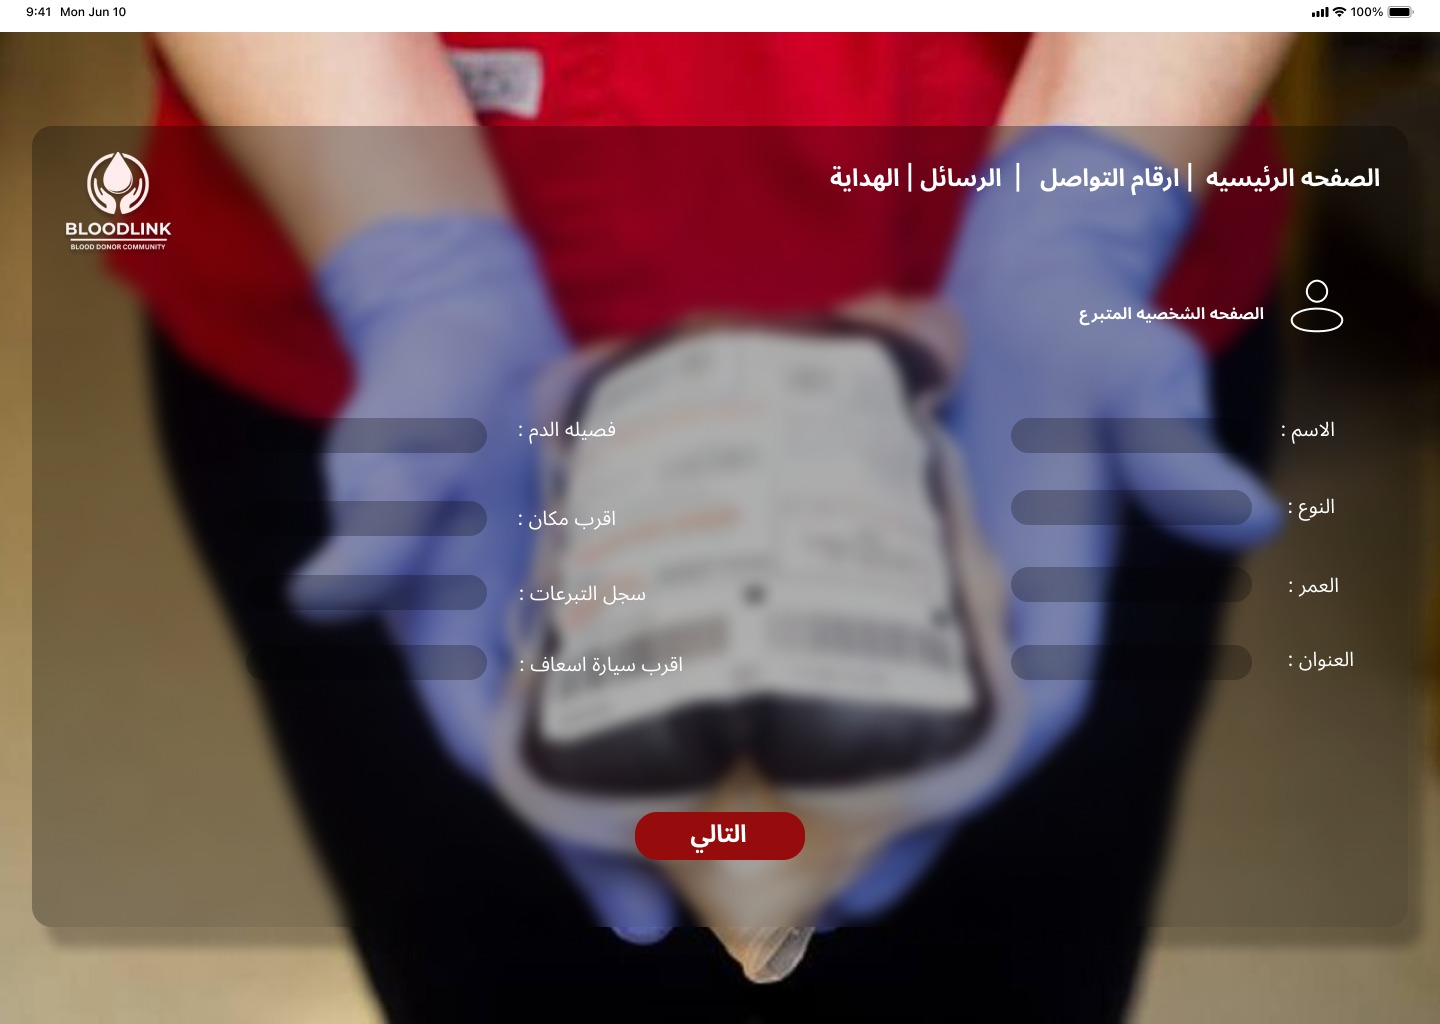 9:41 Mon Jun 10
100%
الصفحه الرئيسيه | ارقام التواصل | الرسائل | الهداية
BLOODLINK
BLOOD DONOR COMMUNITY
الصفحه الشخصيه المتبرع
الاسم :
النوع :
العمر :
العنوان :
فصيله الدم :
اقرب مكان :
سجل التبرعات :
اقرب سيارة اسعاف :
التالي